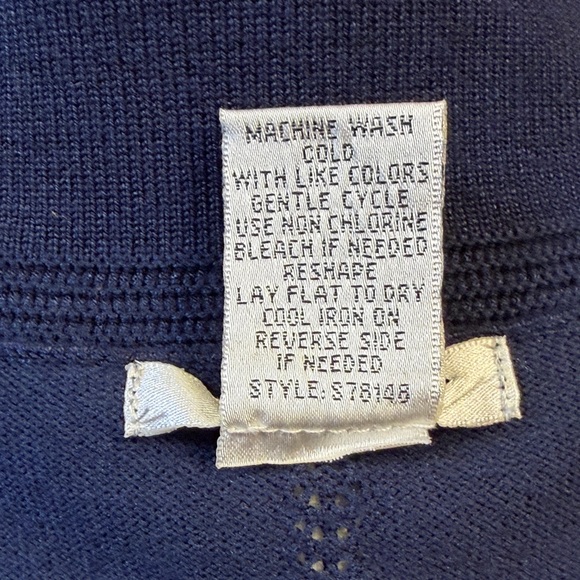 MACHINE WASH
COLD
WITH LIKE COLORS
GENTLE CYCLE
USE NON CHLORINE
BLEACH IF NEEDED
RESHAPE
LAY FLAT TO DRY
COOL IRON ON
REVERSE SIDE
IF NEEDED
STYLE: S78148